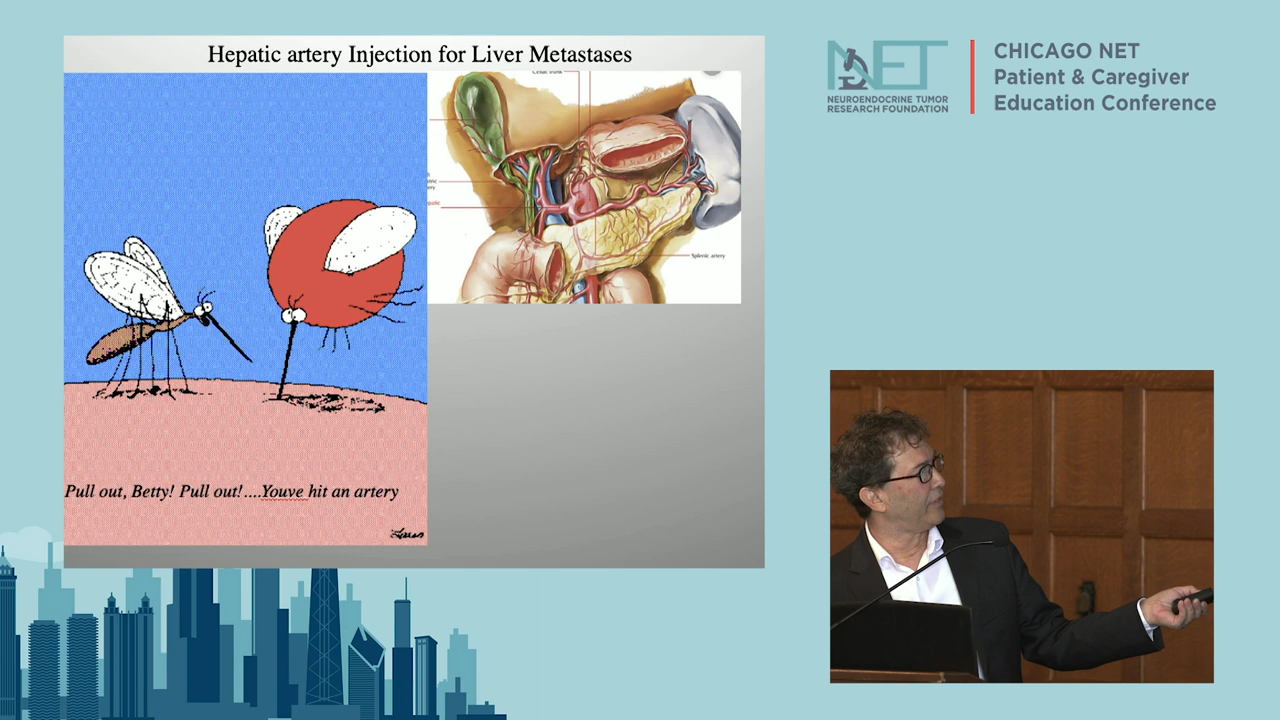 Hepatic artery Injection for Liver Metastases
Splenic artery
Pull out, Betty! Pull out!....Youve hit an artery
NET
NEUROENDOCRINE TUMOR
RESEARCH FOUNDATION
CHICAGO NET
Patient & Caregiver
Education Conference